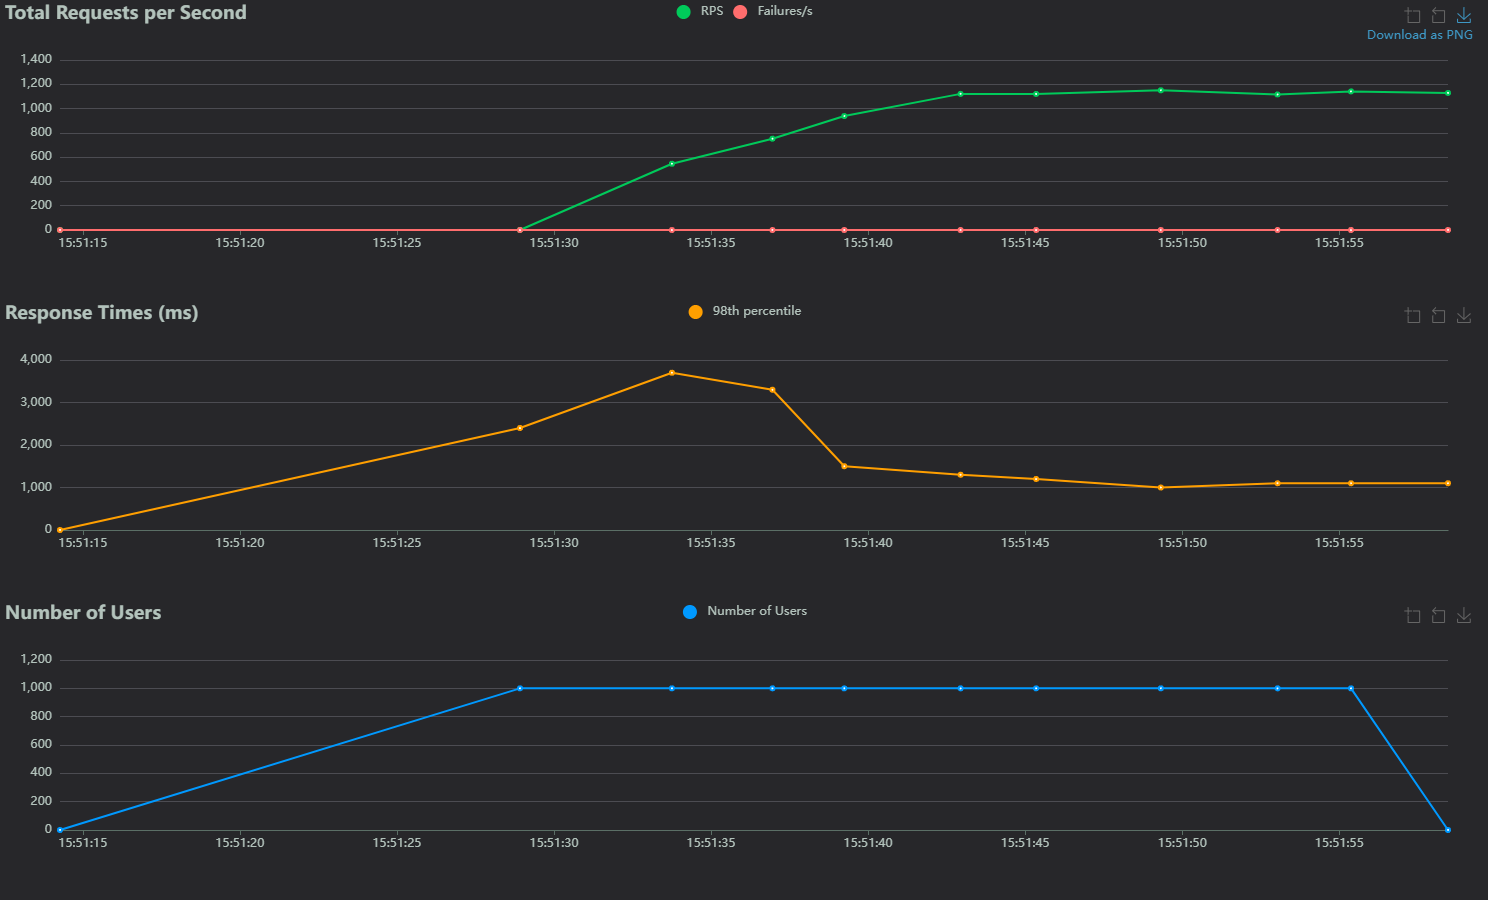 Total Requests per Second
RPS Failures/s
Download as PNG
1,400
1,200
1,000
800
600
400
200
0
15:51:15 15:51:20 15:51:25 15:51:30 15:51:35 15:51:40 15:51:45 15:51:50 15:51:55
Response Times (ms)
98th percentile
4,000
3,000
2,000
1,000
0
15:51:15 15:51:20 15:51:25 15:51:30 15:51:35 15:51:40 15:51:45 15:51:50 15:51:55
Number of Users
Number of Users
1,200
1,000
800
600
400
200
0
15:51:15 15:51:20 15:51:25 15:51:30 15:51:35 15:51:40 15:51:45 15:51:50 15:51:55